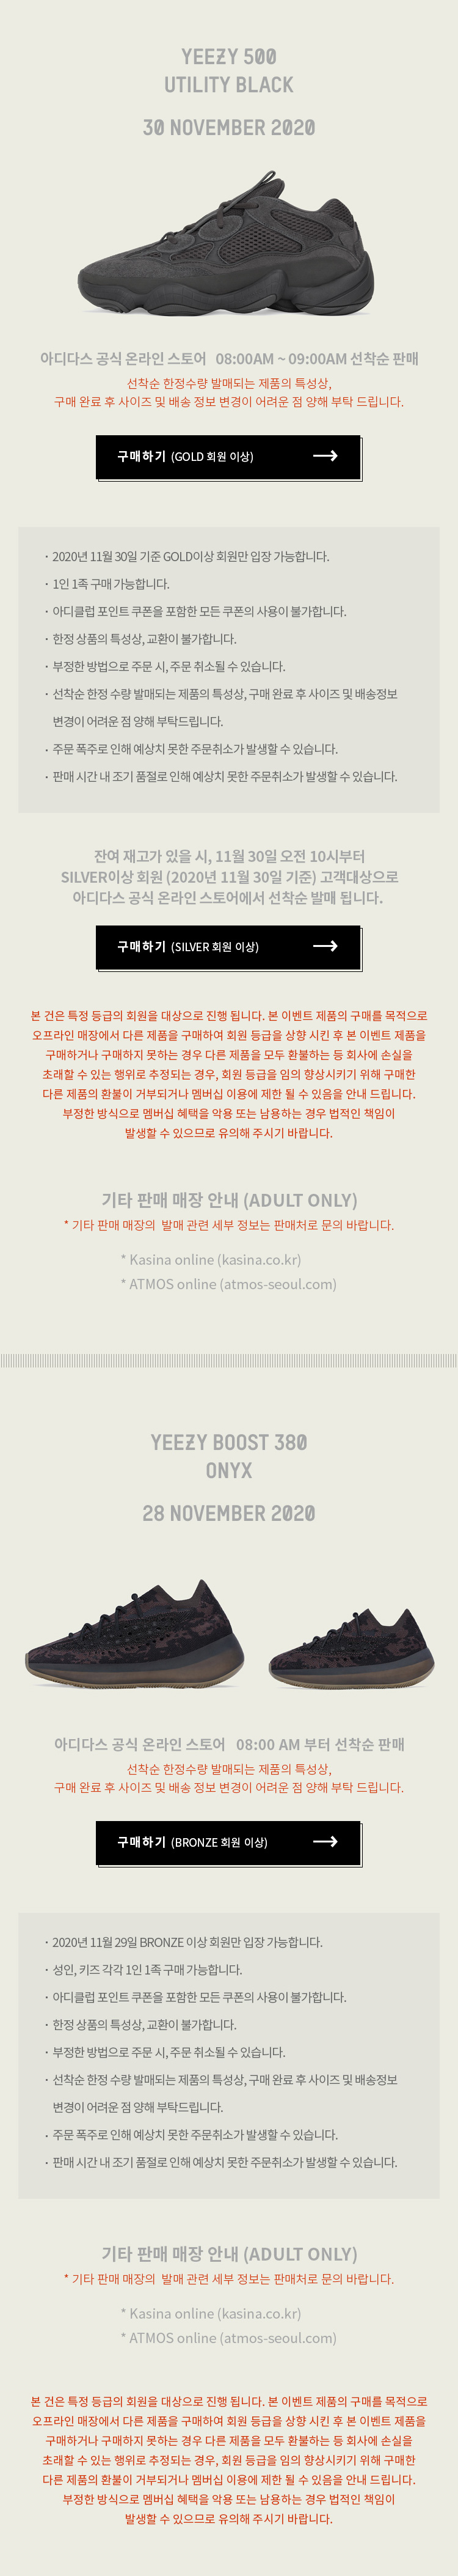 YEEZY 500
UTILITY BLACK
30 NOVEMBER 2020
아디다스 공식 온라인 스토어 08:00AM ~ 09:00AM 선착순 판매
선착순 한정수량 발매되는 제품의 특성상,
구매 완료 후 사이즈 및 배송 정보 변경이 어려운 점 양해 부탁 드립니다.
구매하기 (GOLD 회원 이상) →
· 2020년 11월 30일 기준 GOLD이상 회원만 입장 가능합니다.
· 1인 1족 구매 가능합니다.
· 아디클럽 포인트 쿠폰을 포함한 모든 쿠폰의 사용이 불가합니다.
· 한정 상품의 특성상, 교환이 불가합니다.
· 부정한 방법으로 주문 시, 주문 취소될 수 있습니다.
· 선착순 한정 수량 발매되는 제품의 특성상, 구매 완료 후 사이즈 및 배송정보
변경이 어려운 점 양해 부탁드립니다.
· 주문 폭주로 인해 예상치 못한 주문취소가 발생할 수 있습니다.
· 판매 시간 내 조기 품절로 인해 예상치 못한 주문취소가 발생할 수 있습니다.
잔여 재고가 있을 시, 11월 30일 오전 10시부터
SILVER이상 회원 (2020년 11월 30일 기준) 고객대상으로
아디다스 공식 온라인 스토어에서 선착순 발매 됩니다.
구매하기 (SILVER 회원 이상) →
본 건은 특정 등급의 회원을 대상으로 진행 됩니다. 본 이벤트 제품의 구매를 목적으로
오프라인 매장에서 다른 제품을 구매하여 회원 등급을 상향 시킨 후 본 이벤트 제품을
구매하거나 구매하지 못하는 경우 다른 제품을 모두 환불하는 등 회사에 손실을
초래할 수 있는 행위로 추정되는 경우, 회원 등급을 임의 향상시키기 위해 구매한
다른 제품의 환불이 거부되거나 멤버십 이용에 제한 될 수 있음을 안내 드립니다.
부정한 방식으로 멤버십 혜택을 악용 또는 남용하는 경우 법적인 책임이
발생할 수 있으므로 유의해 주시기 바랍니다.
기타 판매 매장 안내 (ADULT ONLY)
* 기타 판매 매장의 발매 관련 세부 정보는 판매처로 문의 바랍니다.
* Kasina online (kasina.co.kr)
* ATMOS online (atmos-seoul.com)
YEEZY BOOST 380
ONYX
28 NOVEMBER 2020
아디다스 공식 온라인 스토어 08:00 AM 부터 선착순 판매
선착순 한정수량 발매되는 제품의 특성상,
구매 완료 후 사이즈 및 배송 정보 변경이 어려운 점 양해 부탁 드립니다.
구매하기 (BRONZE 회원 이상) →
· 2020년 11월 29일 BRONZE 이상 회원만 입장 가능합니다.
· 성인, 키즈 각각 1인 1족 구매 가능합니다.
· 아디클럽 포인트 쿠폰을 포함한 모든 쿠폰의 사용이 불가합니다.
· 한정 상품의 특성상, 교환이 불가합니다.
· 부정한 방법으로 주문 시, 주문 취소될 수 있습니다.
· 선착순 한정 수량 발매되는 제품의 특성상, 구매 완료 후 사이즈 및 배송정보
변경이 어려운 점 양해 부탁드립니다.
· 주문 폭주로 인해 예상치 못한 주문취소가 발생할 수 있습니다.
· 판매 시간 내 조기 품절로 인해 예상치 못한 주문취소가 발생할 수 있습니다.
기타 판매 매장 안내 (ADULT ONLY)
* 기타 판매 매장의 발매 관련 세부 정보는 판매처로 문의 바랍니다.
* Kasina online (kasina.co.kr)
* ATMOS online (atmos-seoul.com)
본 건은 특정 등급의 회원을 대상으로 진행 됩니다. 본 이벤트 제품의 구매를 목적으로
오프라인 매장에서 다른 제품을 구매하여 회원 등급을 상향 시킨 후 본 이벤트 제품을
구매하거나 구매하지 못하는 경우 다른 제품을 모두 환불하는 등 회사에 손실을
초래할 수 있는 행위로 추정되는 경우, 회원 등급을 임의 향상시키기 위해 구매한
다른 제품의 환불이 거부되거나 멤버십 이용에 제한 될 수 있음을 안내 드립니다.
부정한 방식으로 멤버십 혜택을 악용 또는 남용하는 경우 법적인 책임이
발생할 수 있으므로 유의해 주시기 바랍니다.